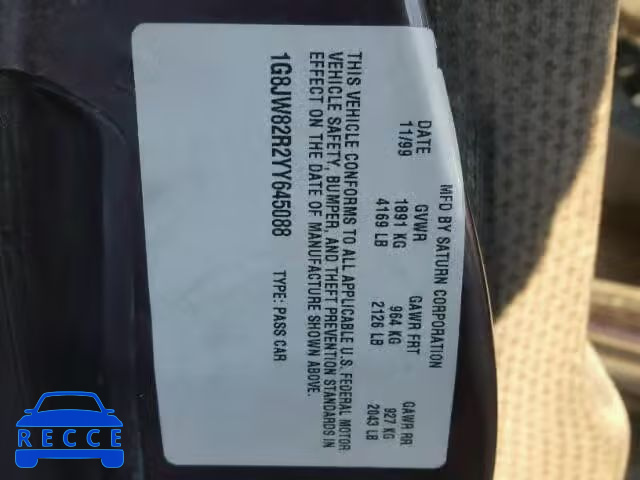 MFD BY SATURN CORPORATION
DATE GVWR GAWR FRT GAWR RR
11/99 1891 KG 964 KG 927 KG
4169 LB 2126 LB 2043 LB
THIS VEHICLE CONFORMS TO ALL APPLICABLE U.S. FEDERAL MOTOR
VEHICLE SAFETY, BUMPER, AND THEFT PREVENTION STANDARDS IN
EFFECT ON THE DATE OF MANUFACTURE SHOWN ABOVE.
1G8JW82R2YY645088 TYPE: PASS CAR
RECCE